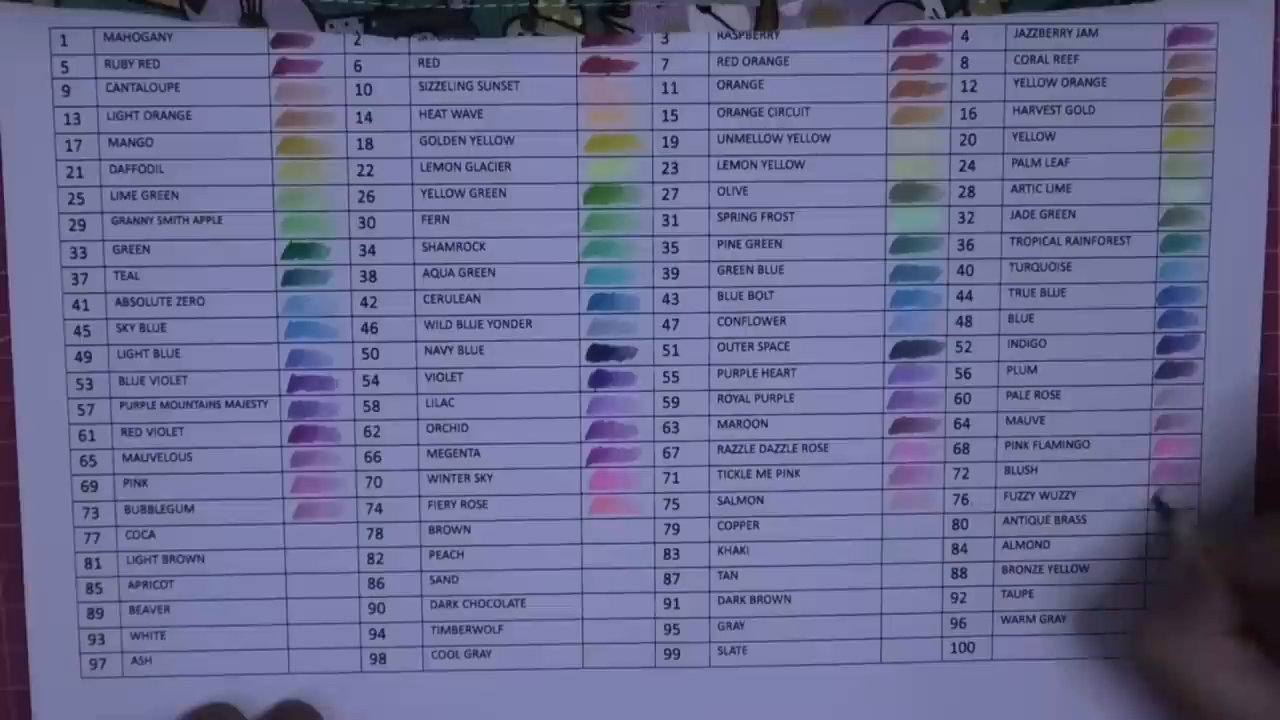 1 MAHOGANY 2 3 RASPBERRY 4 JAZZBERRY JAM
5 RUBY RED 6 RED 7 RED ORANGE 8 CORAL REEF
9 CANTALOUPE 10 SIZZELING SUNSET 11 ORANGE 12 YELLOW ORANGE
13 LIGHT ORANGE 14 HEAT WAVE 15 ORANGE CIRCUIT 16 HARVEST GOLD
17 MANGO 18 GOLDEN YELLOW 19 UNMELLOW YELLOW 20 YELLOW
21 DAFFODIL 22 LEMON GLACIER 23 LEMON YELLOW 24 PALM LEAF
25 LIME GREEN 26 YELLOW GREEN 27 OLIVE 28 ARTIC LIME
29 GRANNY SMITH APPLE 30 FERN 31 SPRING FROST 32 JADE GREEN
33 GREEN 34 SHAMROCK 35 PINE GREEN 36 TROPICAL RAINFOREST
37 TEAL 38 AQUA GREEN 39 GREEN BLUE 40 TURQUOISE
41 ABSOLUTE ZERO 42 CERULEAN 43 BLUE BOLT 44 TRUE BLUE
45 SKY BLUE 46 WILD BLUE YONDER 47 CONFLOWER 48 BLUE
49 LIGHT BLUE 50 NAVY BLUE 51 OUTER SPACE 52 INDIGO
53 BLUE VIOLET 54 VIOLET 55 PURPLE HEART 56 PLUM
57 PURPLE MOUNTAINS MAJESTY 58 LILAC 59 ROYAL PURPLE 60 PALE ROSE
61 RED VIOLET 62 ORCHID 63 MAROON 64 MAUVE
65 MAUVELOUS 66 MEGENTA 67 RAZZLE DAZZLE ROSE 68 PINK FLAMINGO
69 PINK 70 WINTER SKY 71 TICKLE ME PINK 72 BLUSH
73 BUBBLEGUM 74 FIERY ROSE 75 SALMON 76 FUZZY WUZZY
77 COCA 78 BROWN 79 COPPER 80 ANTIQUE BRASS
81 LIGHT BROWN 82 PEACH 83 KHAKI 84 ALMOND
85 APRICOT 86 SAND 87 TAN 88 BRONZE YELLOW
89 BEAVER 90 DARK CHOCOLATE 91 DARK BROWN 92 TAUPE
93 WHITE 94 TIMBERWOLF 95 GRAY 96 WARM GRAY
97 ASH 98 COOL GRAY 99 SLATE 100